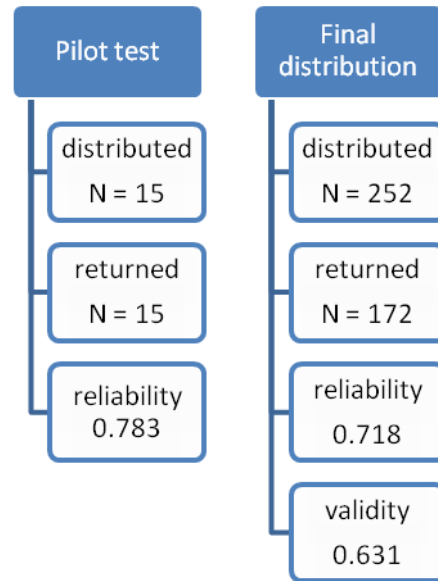 Pilot test
distributed
N = 15
returned
N = 15
reliability
0.783
Final
distribution
distributed
N = 252
returned
N = 172
reliability
0.718
validity
0.631